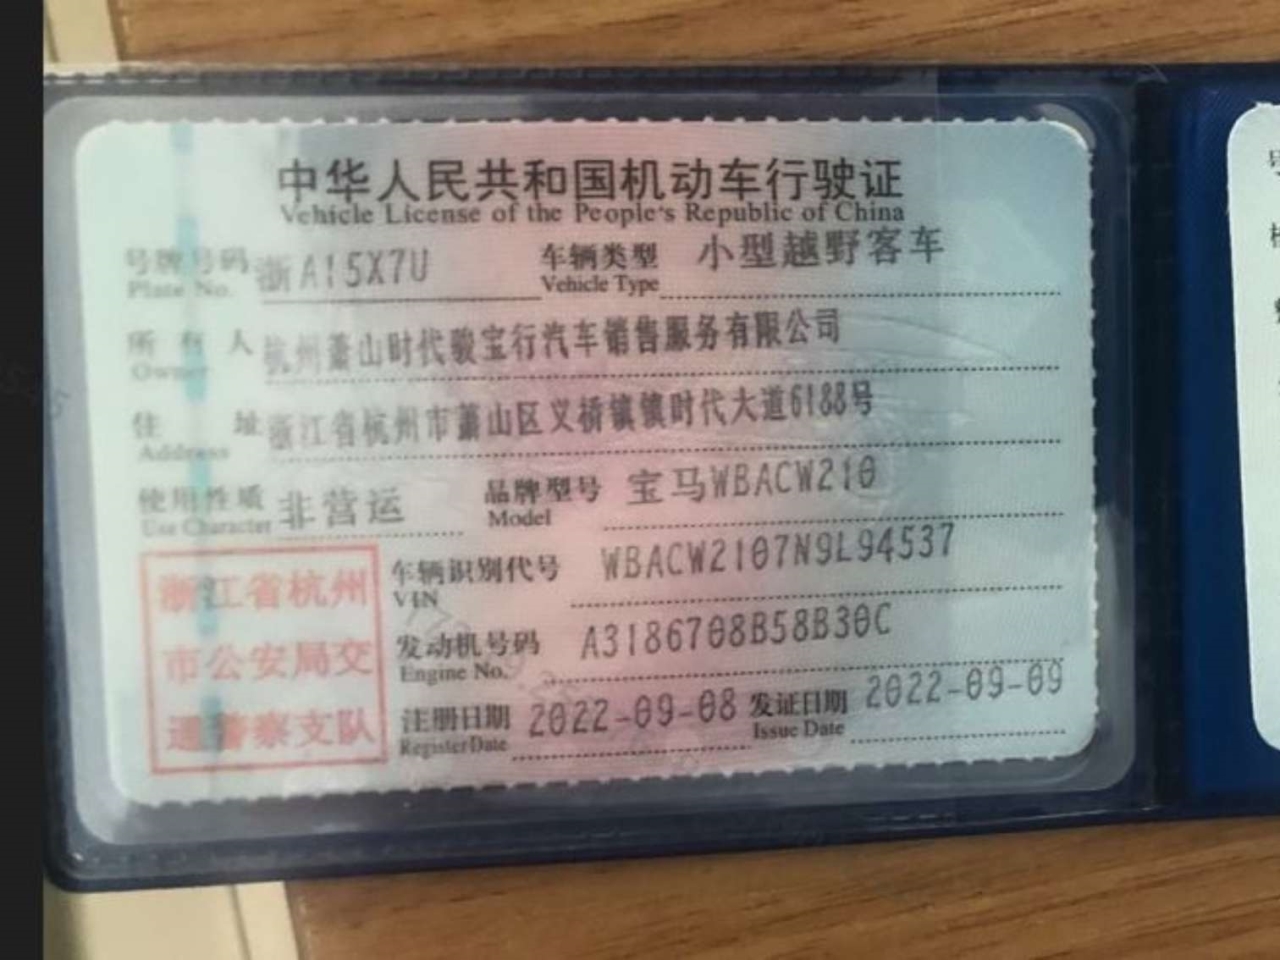 中华人民共和国机动车行驶证
Vehicle License of the People's Republic of China
号牌号码 浙A15X7U 车辆类型 小型越野客车
Plate No. Vehicle Type
所有人 杭州萧山时代骏宝行汽车销售服务有限公司
Owner
住址 浙江省杭州市萧山区义桥镇镇时代大道6188号
Address
使用性质 非营运 品牌型号 宝马WBACW210
Use Character Model
车辆识别代号 WBACW2107N9L94537
VIN
发动机号码 A3186708B58B30C
Engine No.
注册日期 2022-09-08 发证日期 2022-09-09
Register Date Issue Date
浙江省杭州
市公安局交
通警察支队